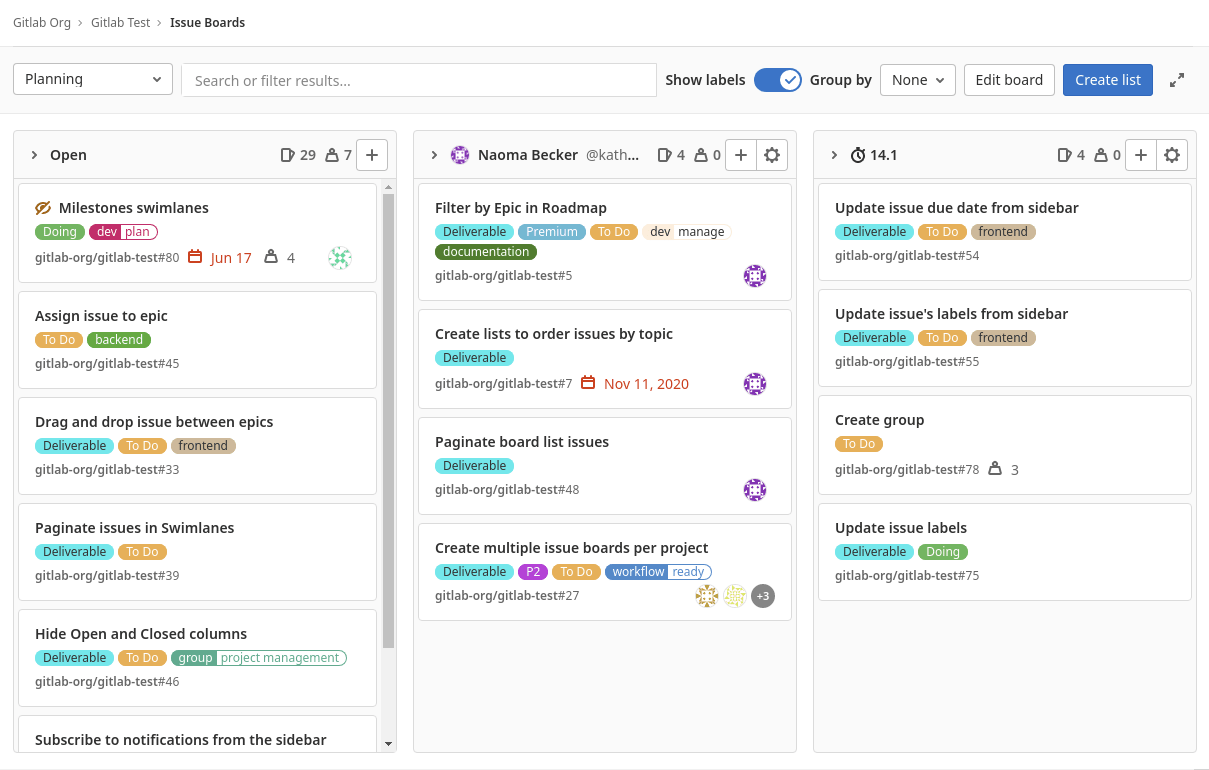 Gitlab Org › Gitlab Test › Issue Boards
Planning
Search or filter results...
Show labels
Group by
None
Edit board
Create list
Open 29 7
Milestones swimlanes
Doing dev plan
gitlab-org/gitlab-test#80 Jun 17 4
Assign issue to epic
To Do backend
gitlab-org/gitlab-test#45
Drag and drop issue between epics
Deliverable To Do frontend
gitlab-org/gitlab-test#33
Paginate issues in Swimlanes
Deliverable To Do
gitlab-org/gitlab-test#39
Hide Open and Closed columns
Deliverable To Do group project management
gitlab-org/gitlab-test#46
Subscribe to notifications from the sidebar
Naoma Becker @kath... 4 0
Filter by Epic in Roadmap
Deliverable Premium To Do dev manage
documentation
gitlab-org/gitlab-test#5
Create lists to order issues by topic
Deliverable
gitlab-org/gitlab-test#7 Nov 11, 2020
Paginate board list issues
Deliverable
gitlab-org/gitlab-test#48
Create multiple issue boards per project
Deliverable P2 To Do workflow ready
gitlab-org/gitlab-test#27 +3
14.1 4 0
Update issue due date from sidebar
Deliverable To Do frontend
gitlab-org/gitlab-test#54
Update issue's labels from sidebar
Deliverable To Do frontend
gitlab-org/gitlab-test#55
Create group
To Do
gitlab-org/gitlab-test#78 3
Update issue labels
Deliverable Doing
gitlab-org/gitlab-test#75